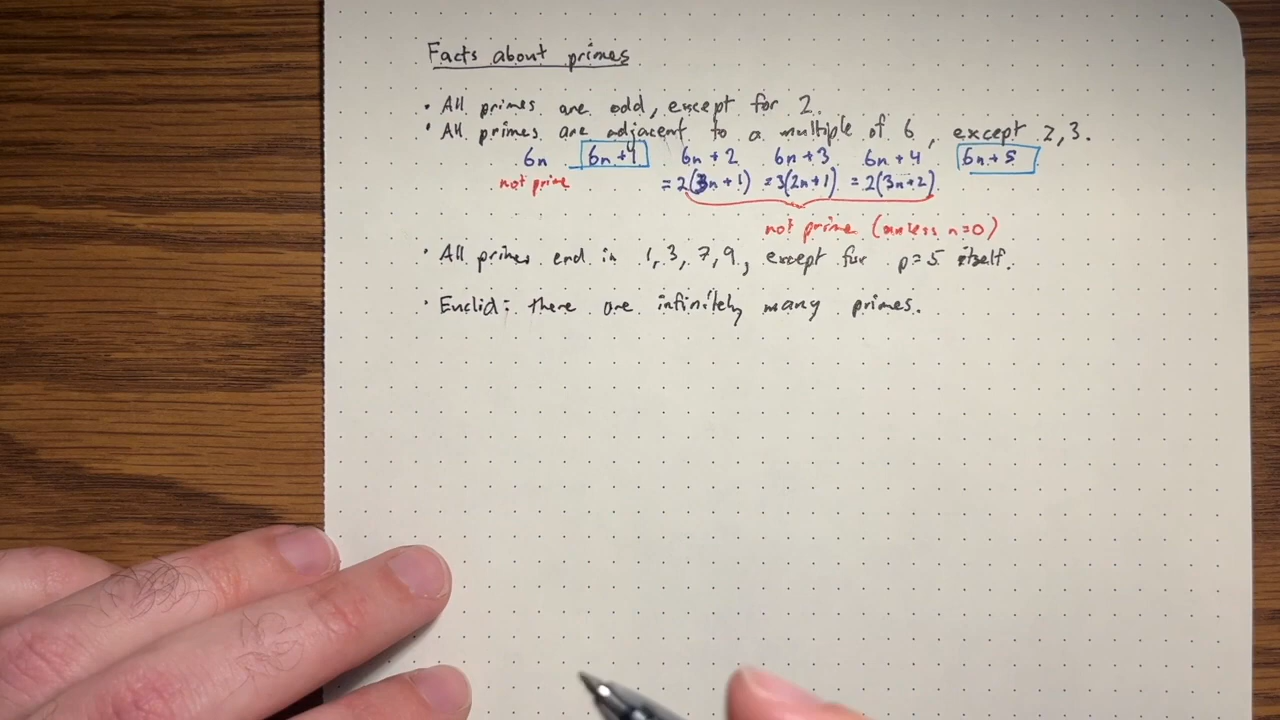 Facts about primes
· All primes are odd, except for 2.
· All primes are adjacent to a multiple of 6, except 2, 3.
6n 6n+1 6n+2 6n+3 6n+4 6n+5
not prime =2(3n+1) =3(2n+1) =2(3n+2)
not prime (unless n=0)
· All primes end in 1, 3, 7, 9, except for p=5 itself.
· Euclid: there are infinitely many primes.